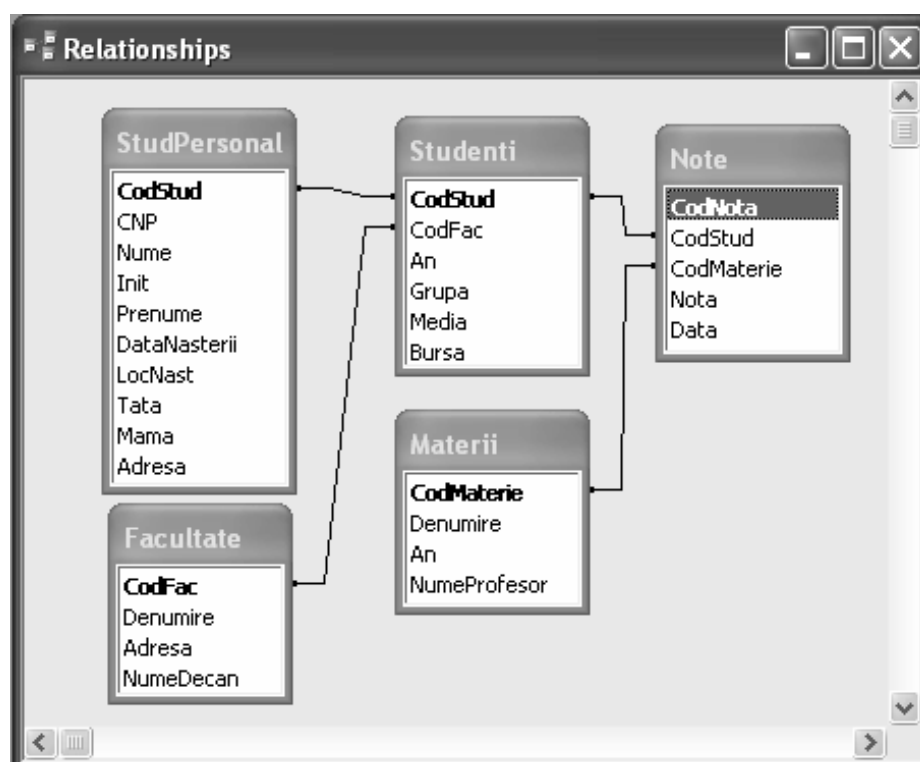 Relationships
StudPersonal
CodStud
CNP
Nume
Init
Prenume
DataNasterii
LocNast
Tata
Mama
Adresa
Studenti
CodStud
CodFac
An
Grupa
Media
Bursa
Note
CodNota
CodStud
CodMaterie
Nota
Data
Facultate
CodFac
Denumire
Adresa
NumeDecan
Materii
CodMaterie
Denumire
An
NumeProfesor